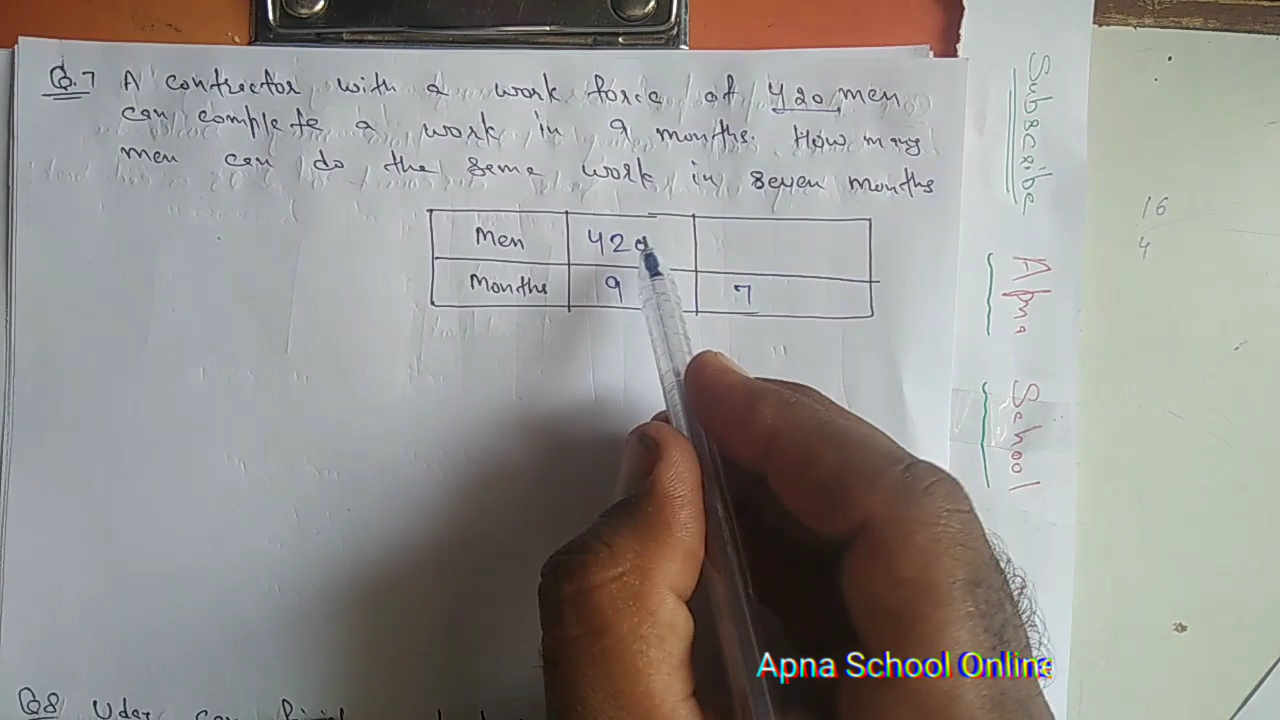 Q.7 A contractor with a work force of 420 men
can complete a work in 9 months. How many
men can do the same work in seven months
Men 420
Months 9 7
Subscribe Apna School
16
4
Apna School Online
Q8